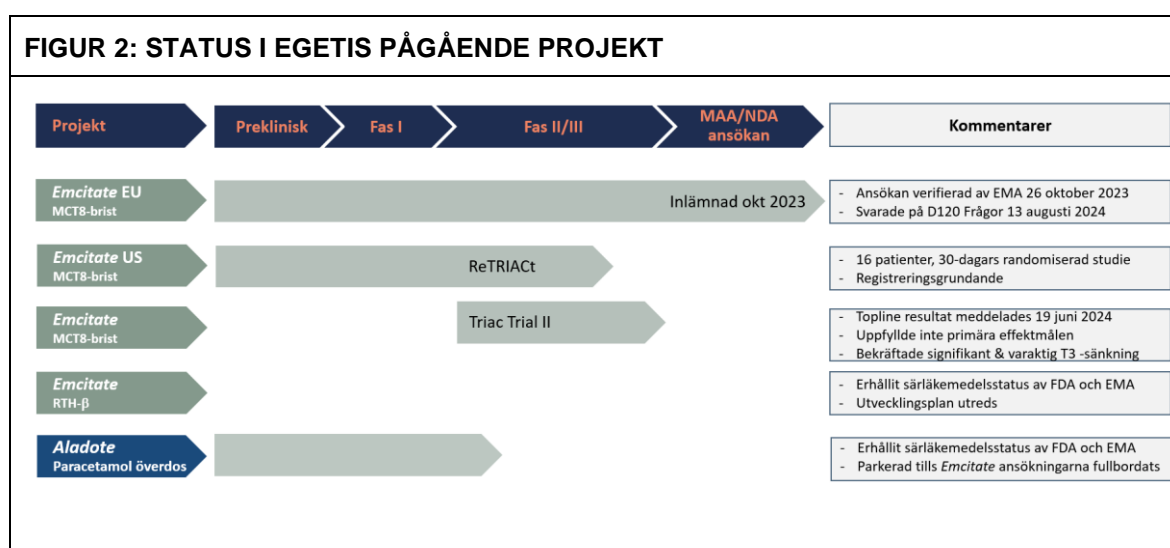 FIGUR 2: STATUS I EGETIS PÅGÅENDE PROJEKT
Projekt
Preklinisk
Fas I
Fas II/III
MAA/NDA
ansökan
Kommentarer
Emcitate EU
MCT8-brist
Inlämnad okt 2023
- Ansökan verifierad av EMA 26 oktober 2023
- Svarade på D120 Frågor 13 augusti 2024
Emcitate US
MCT8-brist
ReTRIACt
- 16 patienter, 30-dagars randomiserad studie
- Registreringsgrundande
Emcitate
MCT8-brist
Triac Trial II
- Topline resultat meddelades 19 juni 2024
- Uppfyllde inte primära effektmålen
- Bekräftade signifikant & varaktig T3 -sänkning
Emcitate
RTH-β
- Erhållit särläkemedelsstatus av FDA och EMA
- Utvecklingsplan utreds
Aladote
Paracetamol överdos
- Erhållit särläkemedelsstatus av FDA och EMA
- Parkerad tills Emcitate ansökningarna fullbordats